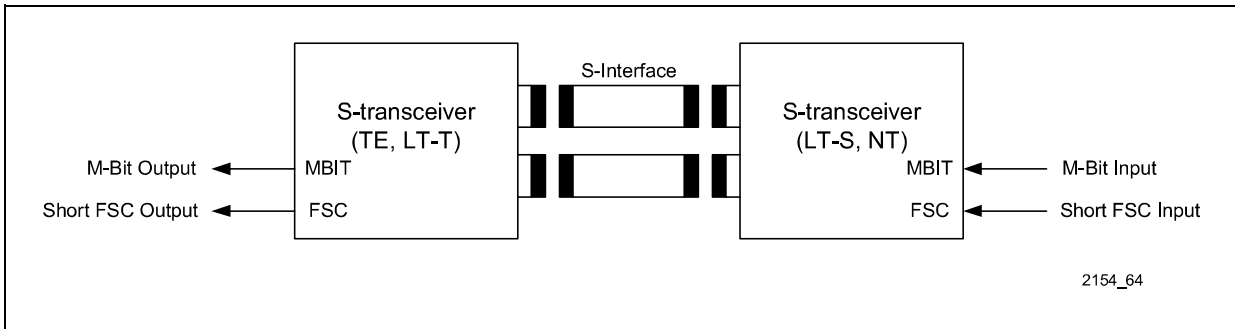 S-Interface
S-transceiver
(TE, LT-T)
S-transceiver
(LT-S, NT)
M-Bit Output
MBIT
MBIT
M-Bit Input
Short FSC Output
FSC
FSC
Short FSC Input
2154_64